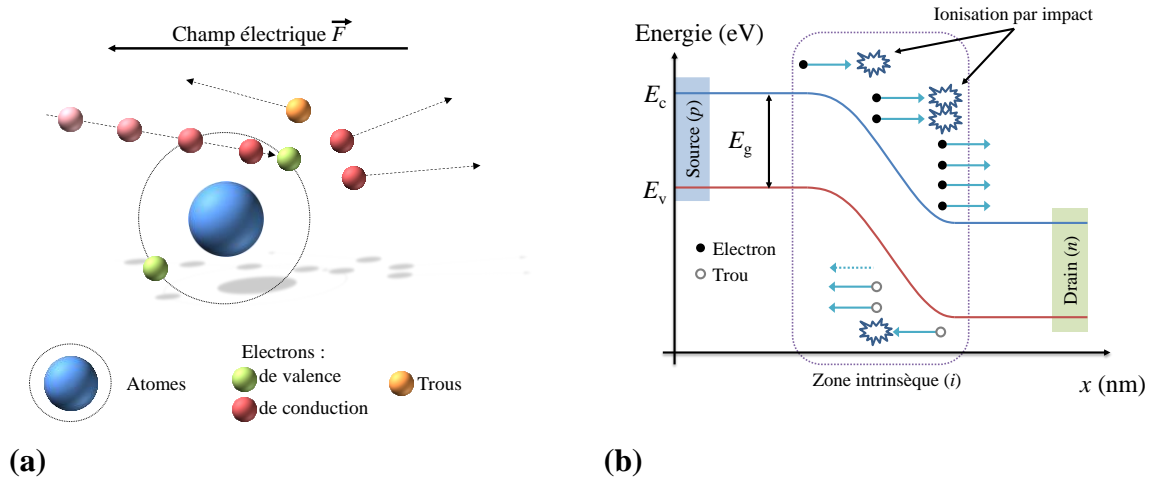 Champ électrique F
Atomes
Electrons :
de valence
de conduction
Trous
(a)
Ionisation par impact
Energie (eV)
Ec
Eg
Ev
Source (p)
Electron
Trou
Drain (n)
Zone intrinsèque (i)
x (nm)
(b)